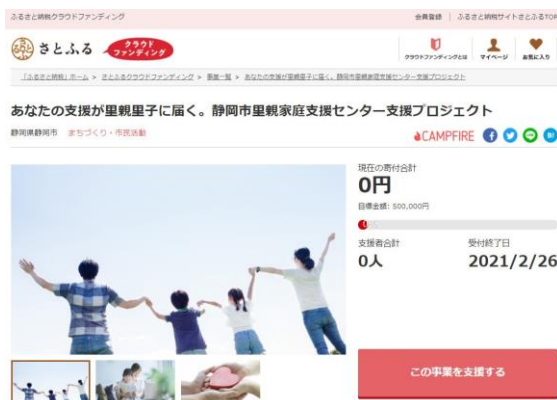 ふるさと納税クラウドファンディング
会員登録 | ふるさと納税サイトさとふるTOP
さとふる クラウドファンディング
クラウドファンディングとは マイページ お気に入り
「ふるさと納税」ホーム > さとふるクラウドファンディング > 事業一覧 > あなたの支援が里親里子に届く。静岡市里親家庭支援センター支援プロジェクト
あなたの支援が里親里子に届く。静岡市里親家庭支援センター支援プロジェクト
静岡県静岡市 まちづくり・市民活動
CAMPFIRE
現在の寄付合計
0円
目標金額: 500,000円
支援者合計 受付終了日
0人 2021/2/26
この事業を支援する